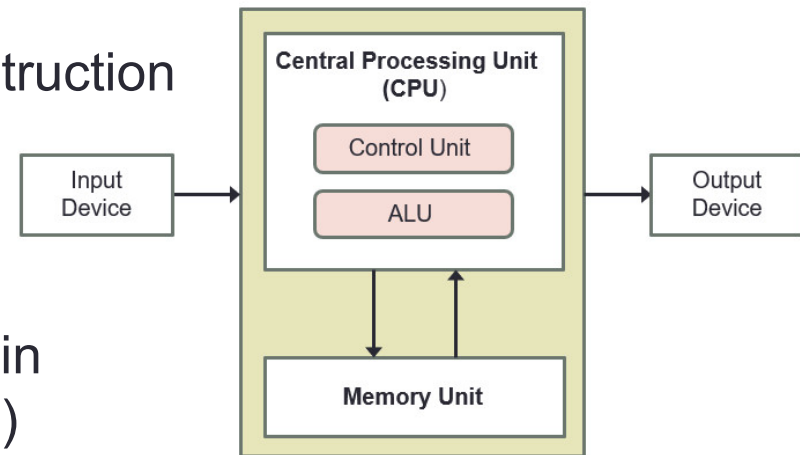 truction
in
)
Input
Device
Central Processing Unit
(CPU)
Control Unit
ALU
Memory Unit
Output
Device